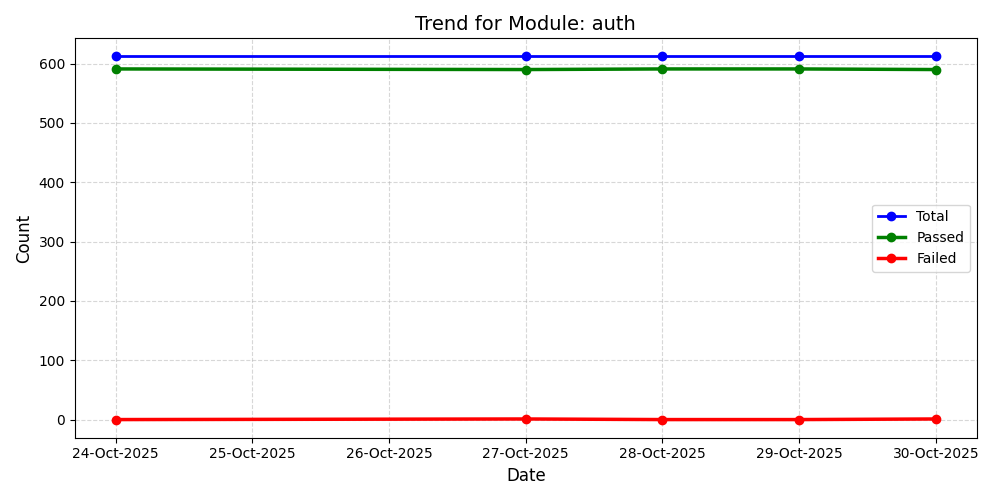 Trend for Module: auth
600
500
400
300
200
100
0
Count
Total
Passed
Failed
24-Oct-2025 25-Oct-2025 26-Oct-2025 27-Oct-2025 28-Oct-2025 29-Oct-2025 30-Oct-2025
Date